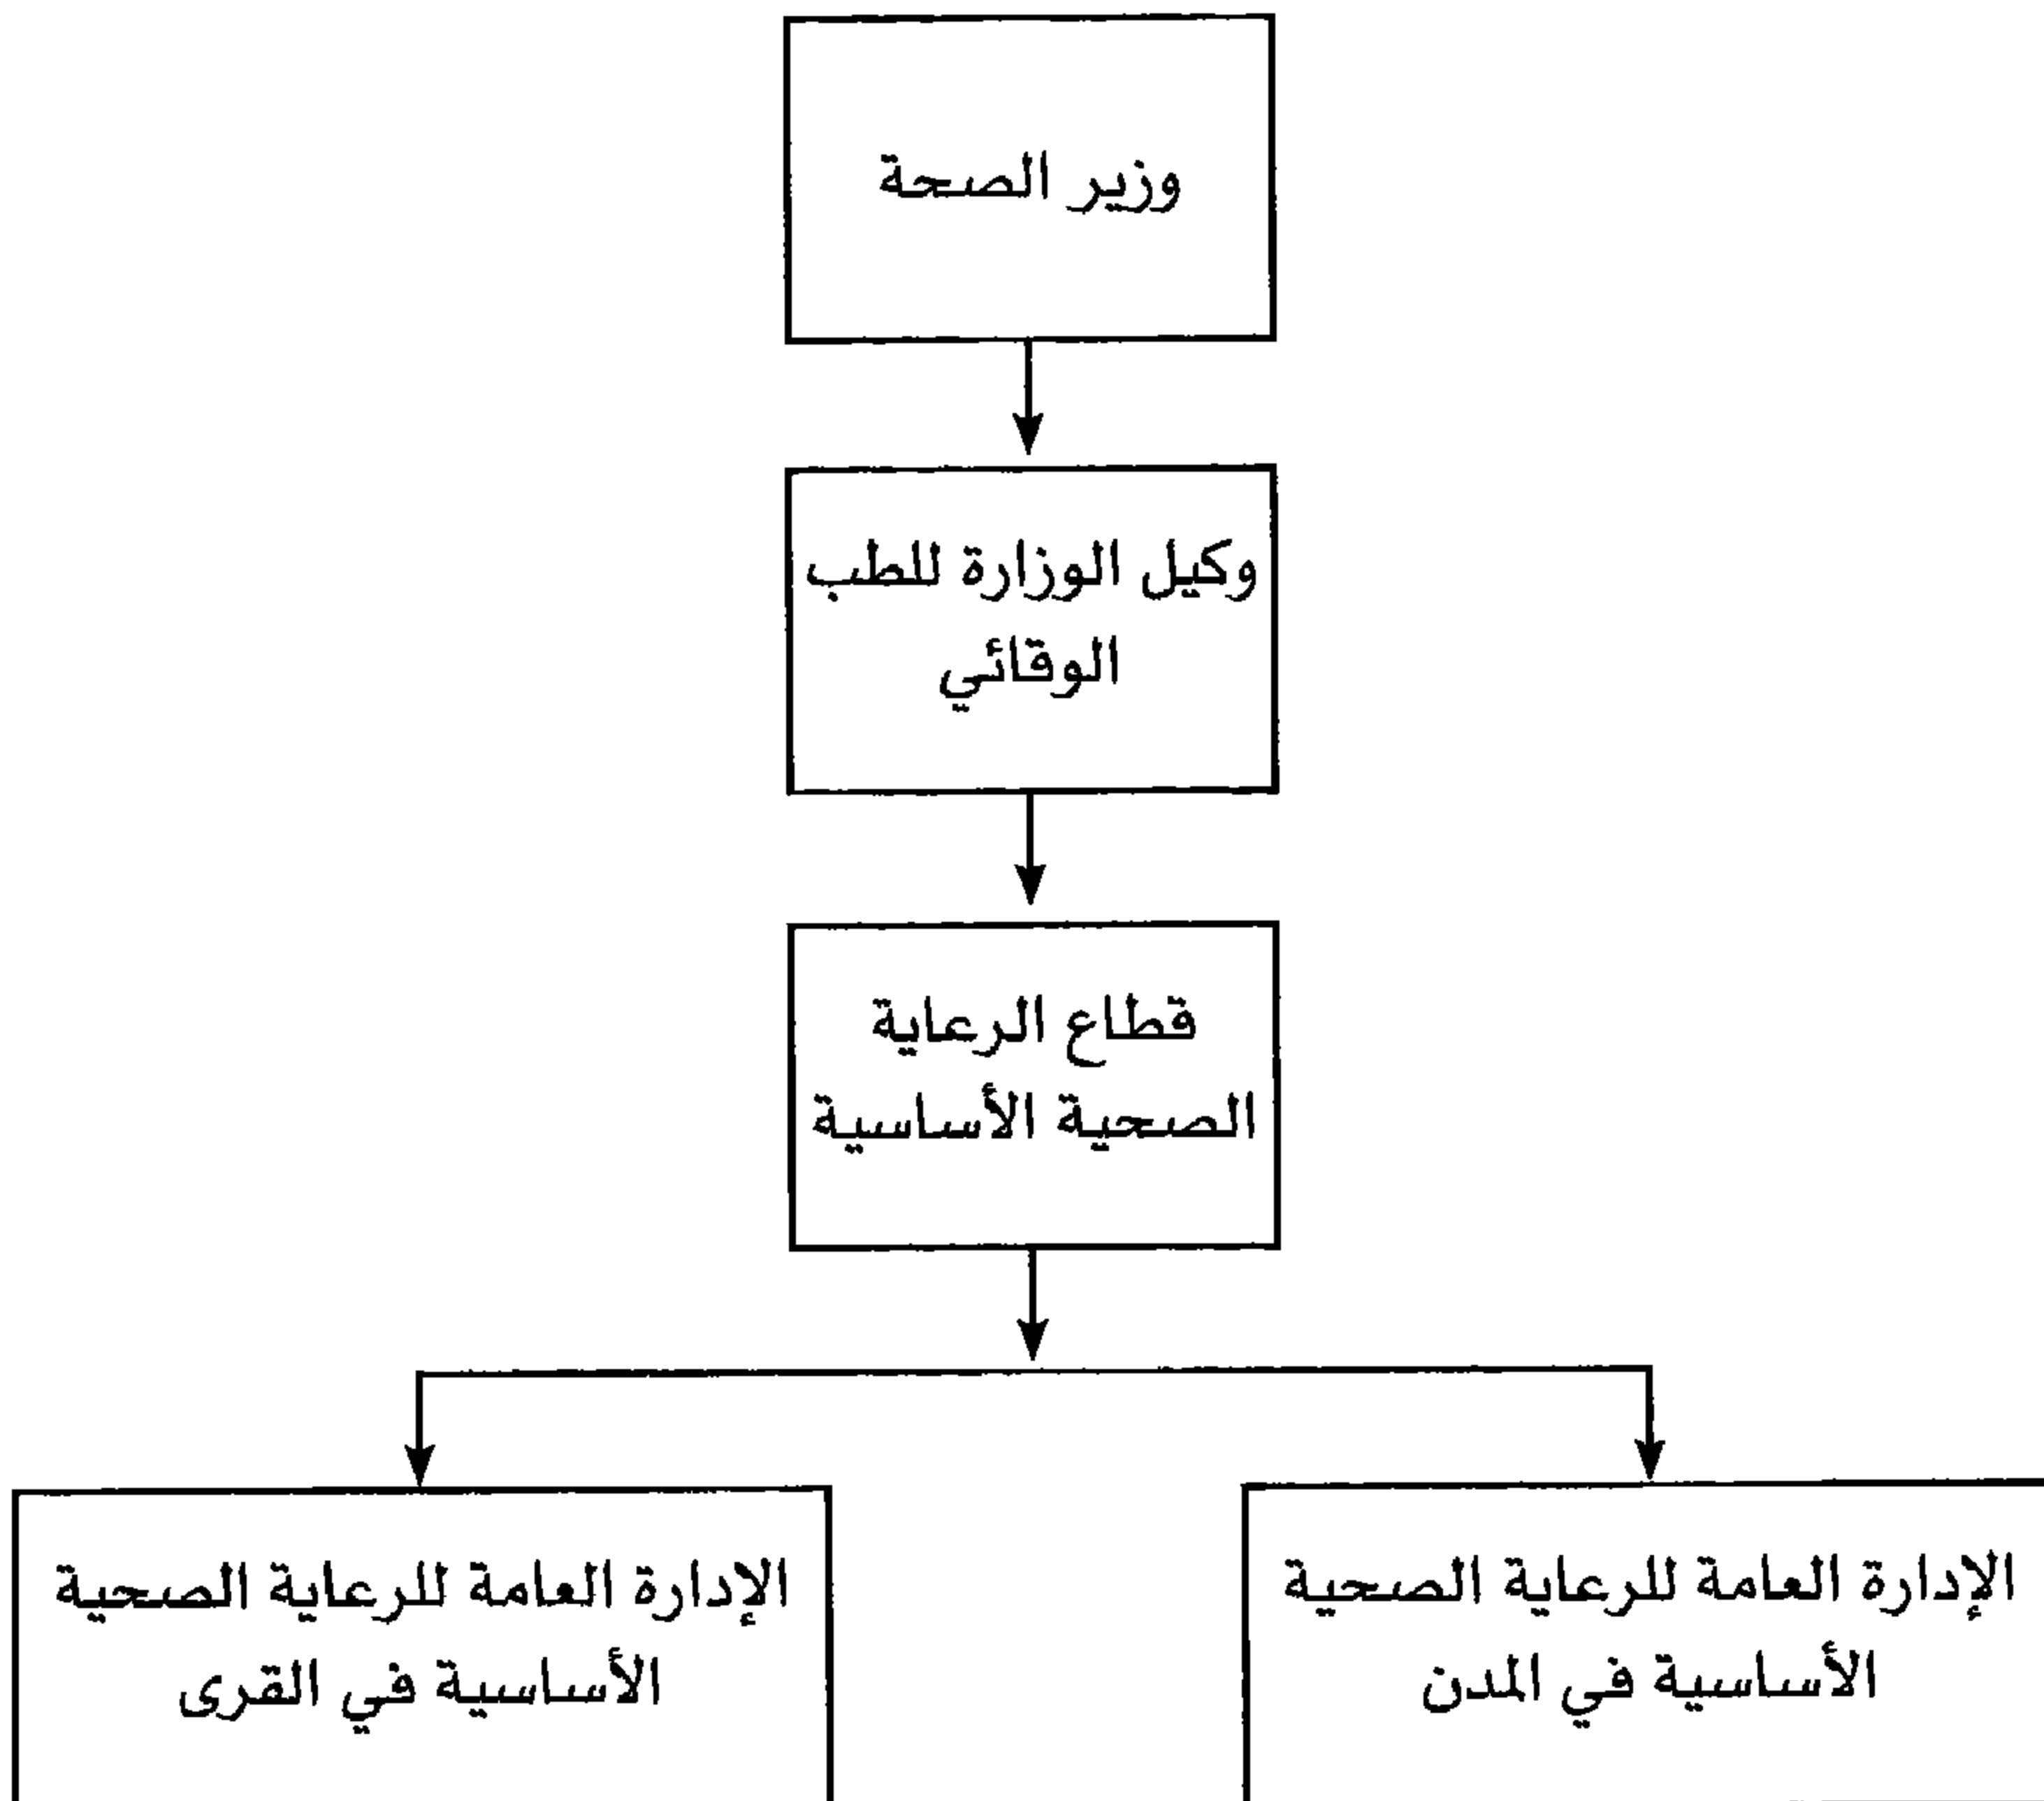 وزير الصحة
وكيل الوزارة للطب
الوقائي
قطاع الرعاية
الصحية الأساسية
الإدارة العامة للرعاية الصحية
الأساسية في المدن
الإدارة العامة للرعاية الصحية
الأساسية في القرى